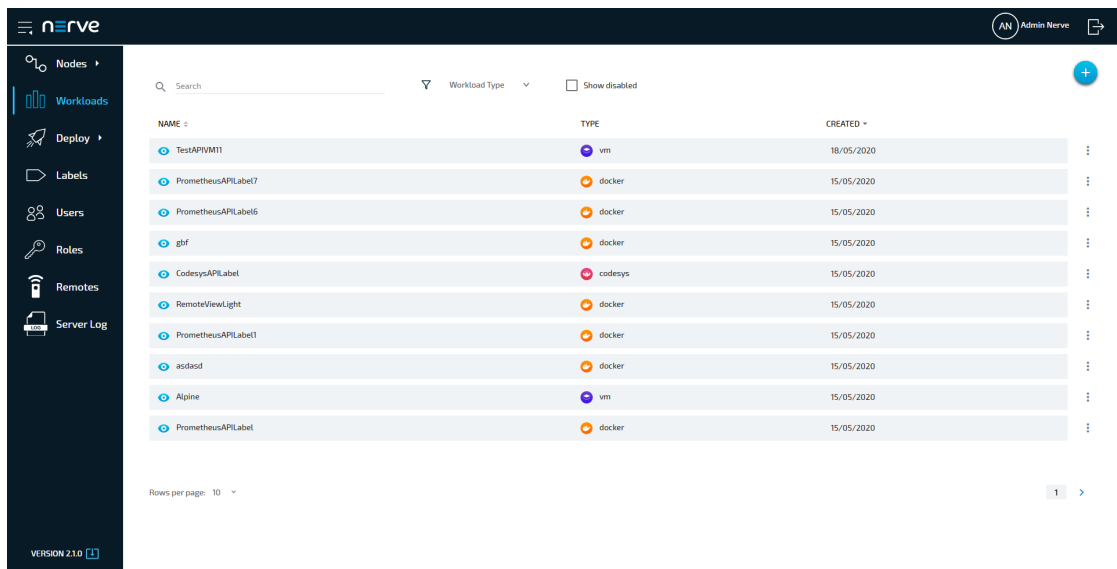 nerve
AN Admin Nerve
Nodes
Workloads
Deploy
Labels
Users
Roles
Remotes
LOG Server Log
VERSION 2.1.0
Search Workload Type Show disabled
+
NAME TYPE CREATED
TestAPIVM11 vm 18/05/2020
PrometheusAPILabel7 docker 15/05/2020
PrometheusAPILabel6 docker 15/05/2020
gbf docker 15/05/2020
CodesysAPILabel codesys 15/05/2020
RemoteViewLight docker 15/05/2020
PrometheusAPILabel1 docker 15/05/2020
asdasd docker 15/05/2020
Alpine vm 15/05/2020
PrometheusAPILabel docker 15/05/2020
Rows per page: 10 1